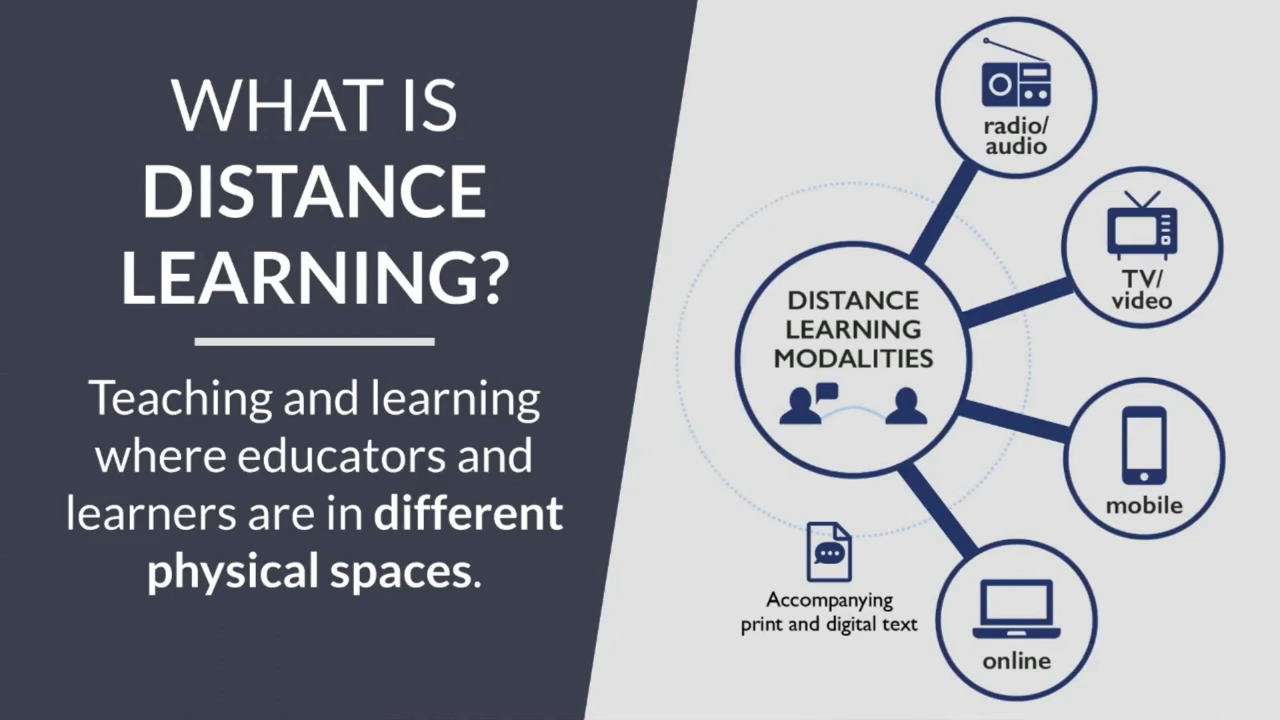 WHAT IS
DISTANCE
LEARNING?
Teaching and learning
where educators and
learners are in different
physical spaces.
radio/
audio
TV/
video
DISTANCE
LEARNING
MODALITIES
mobile
Accompanying
print and digital text
online